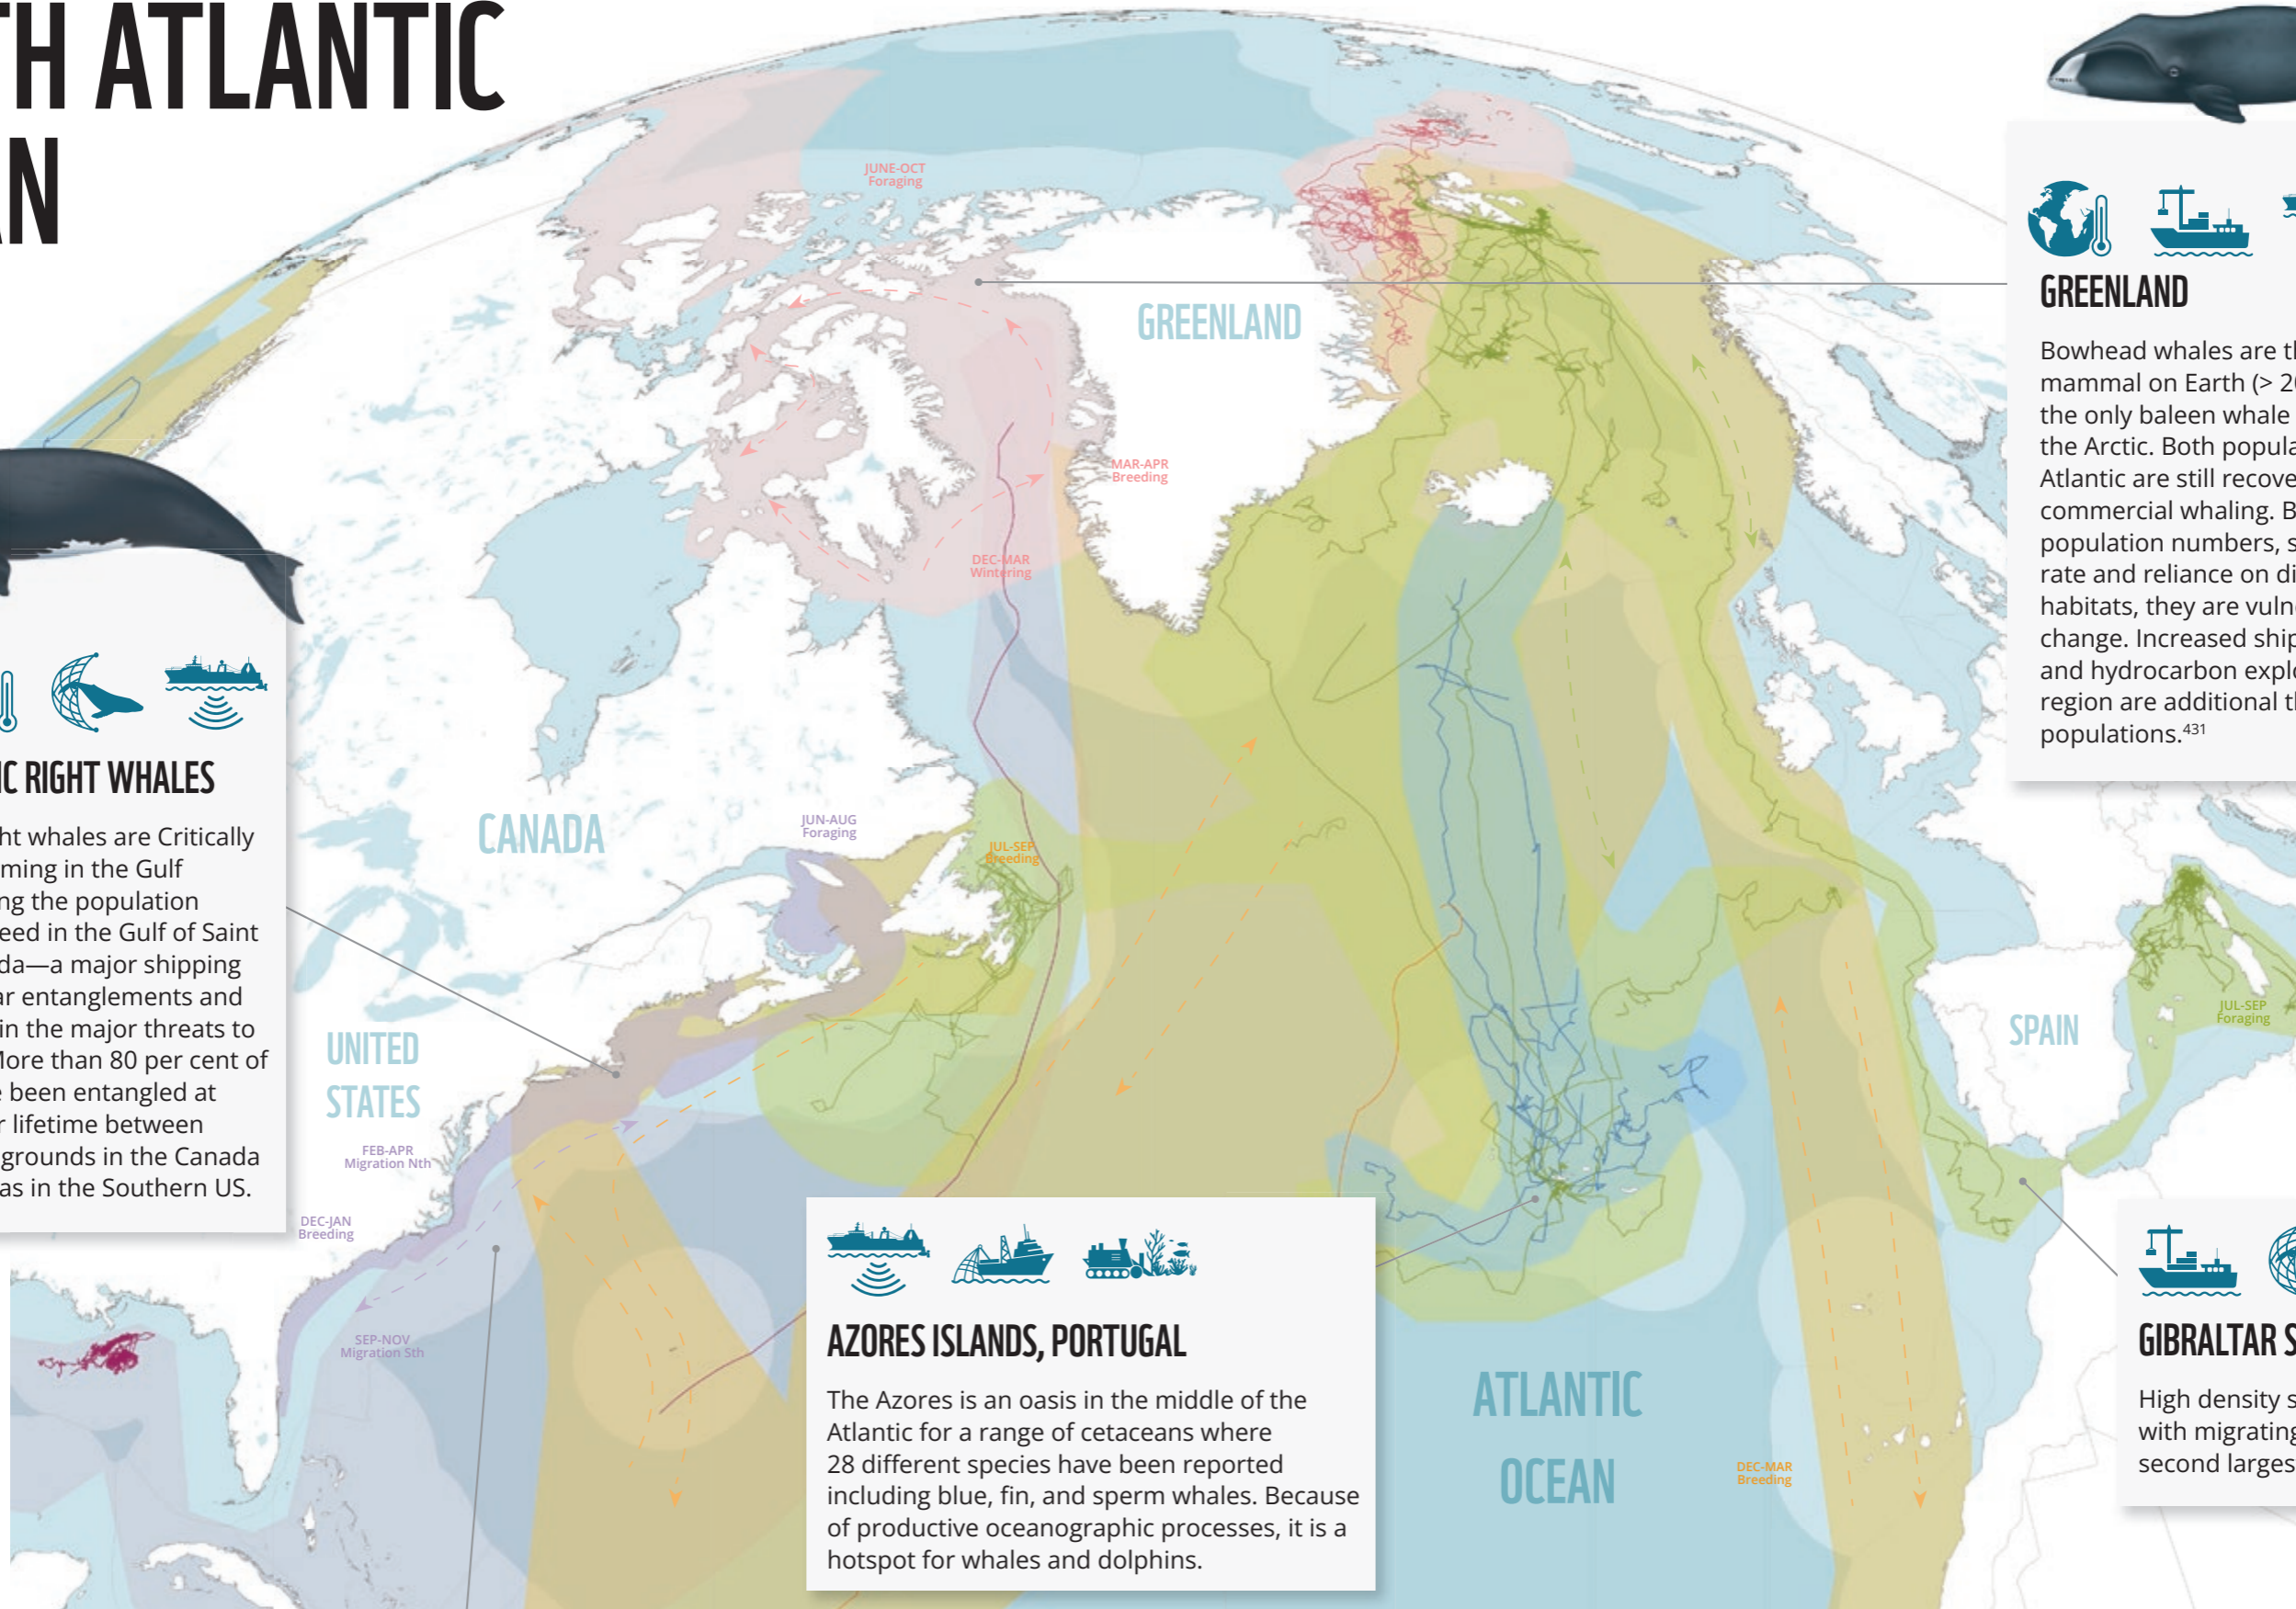 TH ATLANTIC
AN
JUNE-OCT
Foraging
GREENLAND
MAR-APR
Breeding
DEC-MAR
Wintering
CANADA
JUN-AUG
Foraging
JUL-SEP
Breeding
UNITED
STATES
FEB-APR
Migration Nth
DEC-JAN
Breeding
SEP-NOV
Migration Sth
SPAIN
JUL-SEP
Foraging
ATLANTIC
OCEAN
DEC-MAR
Breeding
IC RIGHT WHALES
ht whales are Critically
ming in the Gulf
ng the population
eed in the Gulf of Saint
da—a major shipping
ar entanglements and
in the major threats to
More than 80 per cent of
e been entangled at
r lifetime between
grounds in the Canada
as in the Southern US.
GREENLAND
Bowhead whales are th
mammal on Earth (> 20
the only baleen whale
the Arctic. Both popula
Atlantic are still recove
commercial whaling. B
population numbers, s
rate and reliance on di
habitats, they are vuln
change. Increased ship
and hydrocarbon explo
region are additional th
populations.431
AZORES ISLANDS, PORTUGAL
The Azores is an oasis in the middle of the
Atlantic for a range of cetaceans where
28 different species have been reported
including blue, fin, and sperm whales. Because
of productive oceanographic processes, it is a
hotspot for whales and dolphins.
GIBRALTAR S
High density s
with migrating
second larges